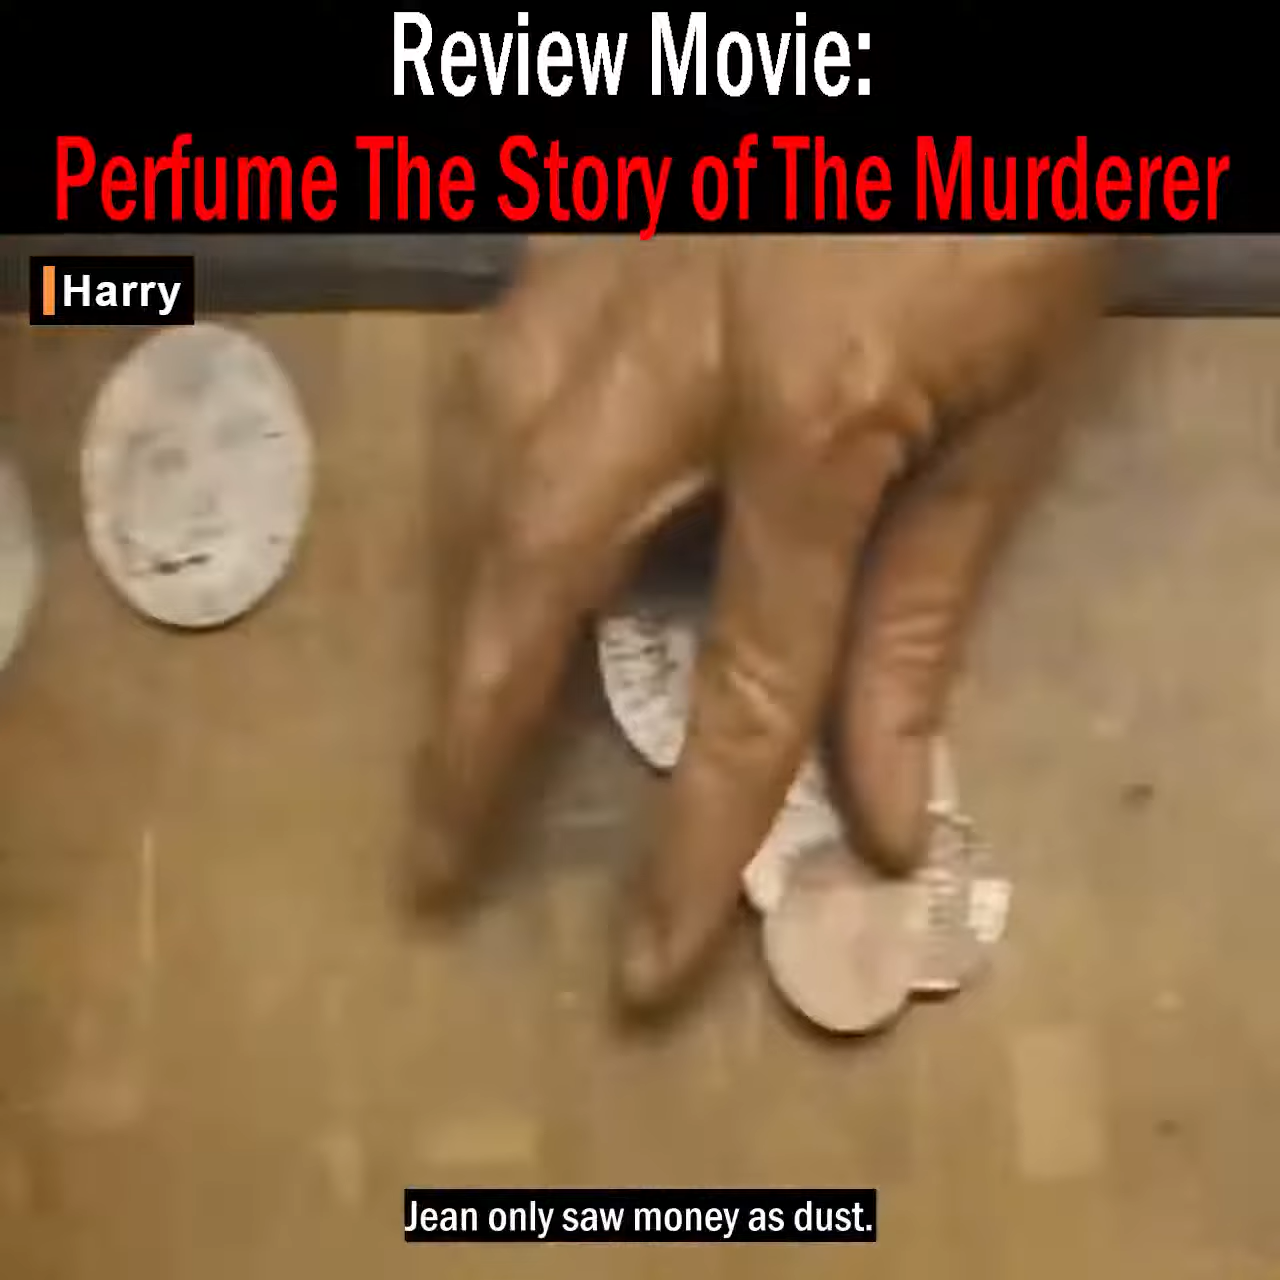 Review Movie:
Perfume The Story of The Murderer
Harry
Jean only saw money as dust.